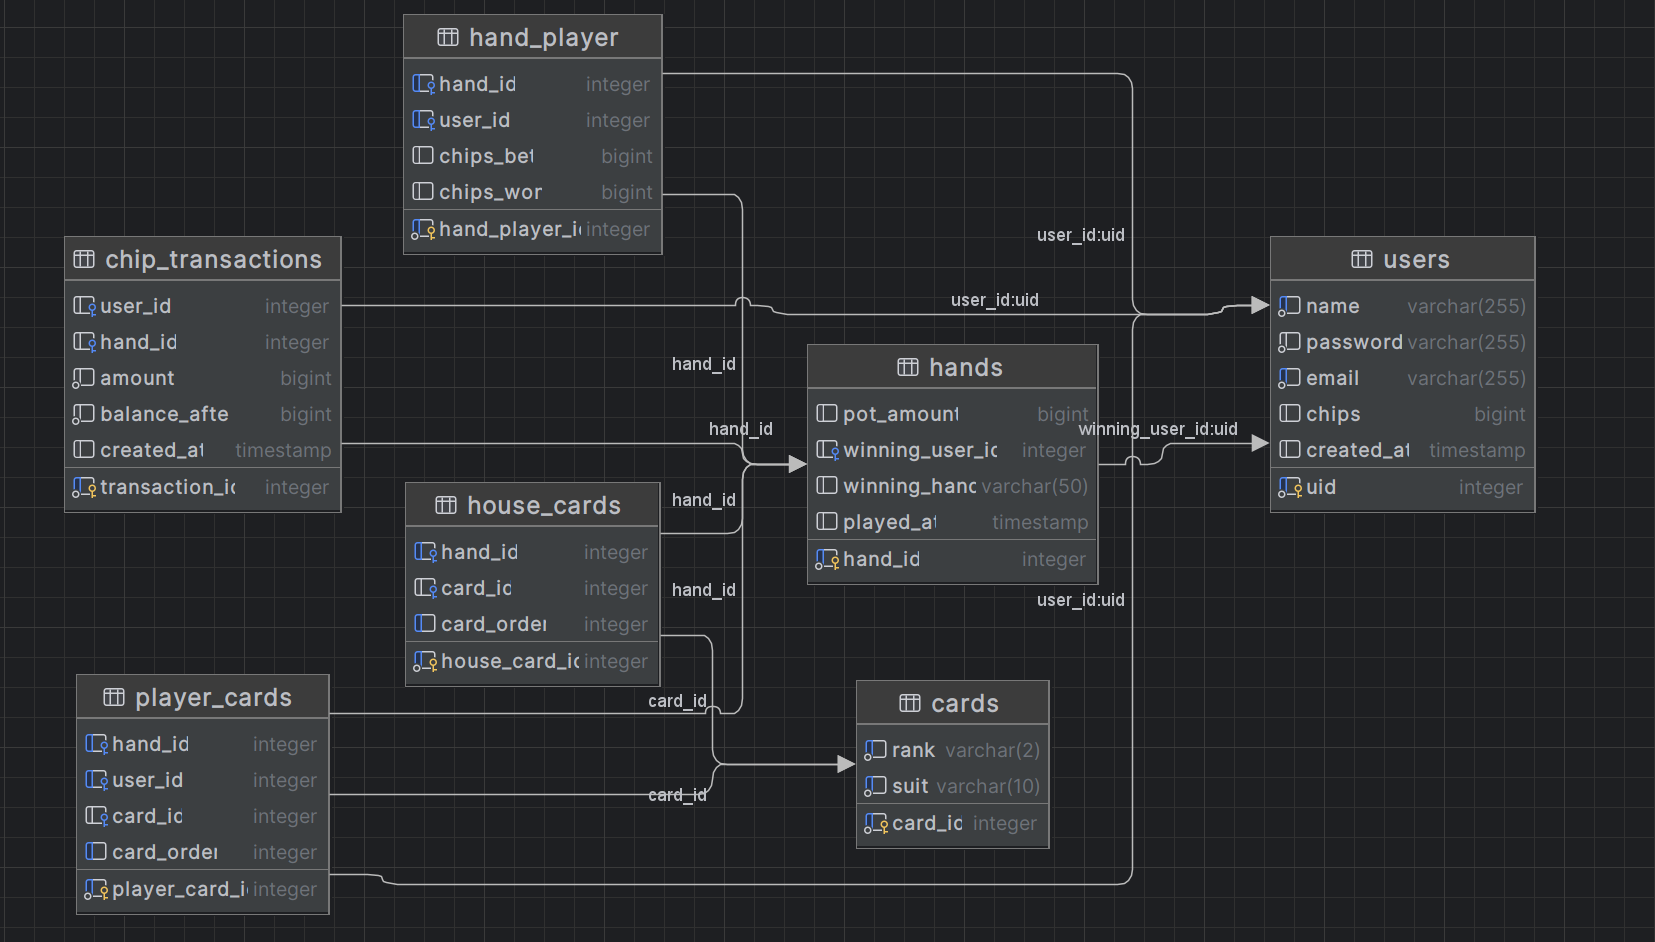 hand_player
hand_id integer
user_id integer
chips_bet bigint
chips_wor bigint
hand_player_i integer
chip_transactions
user_id integer
hand_id integer
amount bigint
balance_afte bigint
created_at timestamp
transaction_ic integer
house_cards
hand_id integer
card_id integer
card_order integer
house_card_ic integer
player_cards
hand_id integer
user_id integer
card_id integer
card_order integer
player_card_i integer
hands
pot_amount bigint
winning_user_ic integer
winning_hanc varchar(50)
played_at timestamp
hand_id integer
cards
rank varchar(2)
suit varchar(10)
card_id integer
users
name varchar(255)
password varchar(255)
email varchar(255)
chips bigint
created_at timestamp
uid integer
user_id:uid
user_id:uid
hand_id
hand_id
winning_user_id:uid
hand_id
hand_id
user_id:uid
card_id
card_id